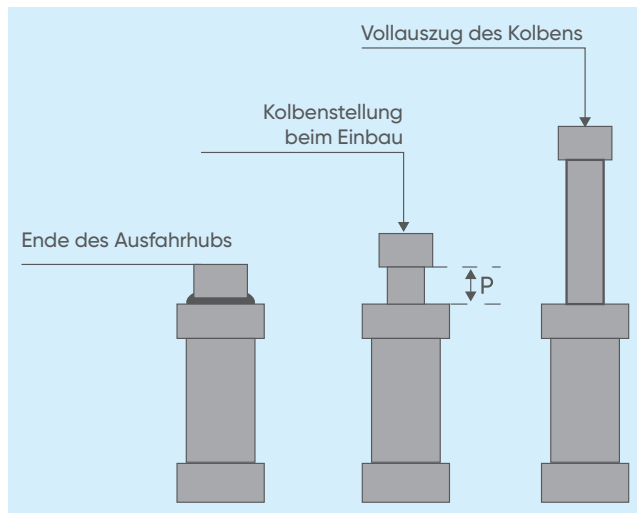 Vollauszug des Kolbens
Kolbenstellung
beim Einbau
Ende des Ausfahrhubs
P